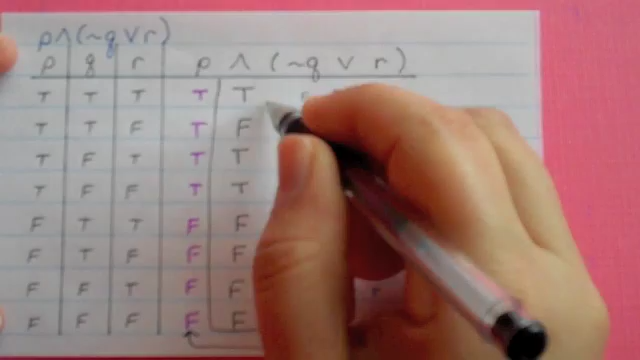 p∧(~q∨r)
p q r p ∧ (~q ∨ r)
T T T T T
T T F T F
T F T T T
T F F T T
F T T F F
F T F F F
F F T F F
F F F F F